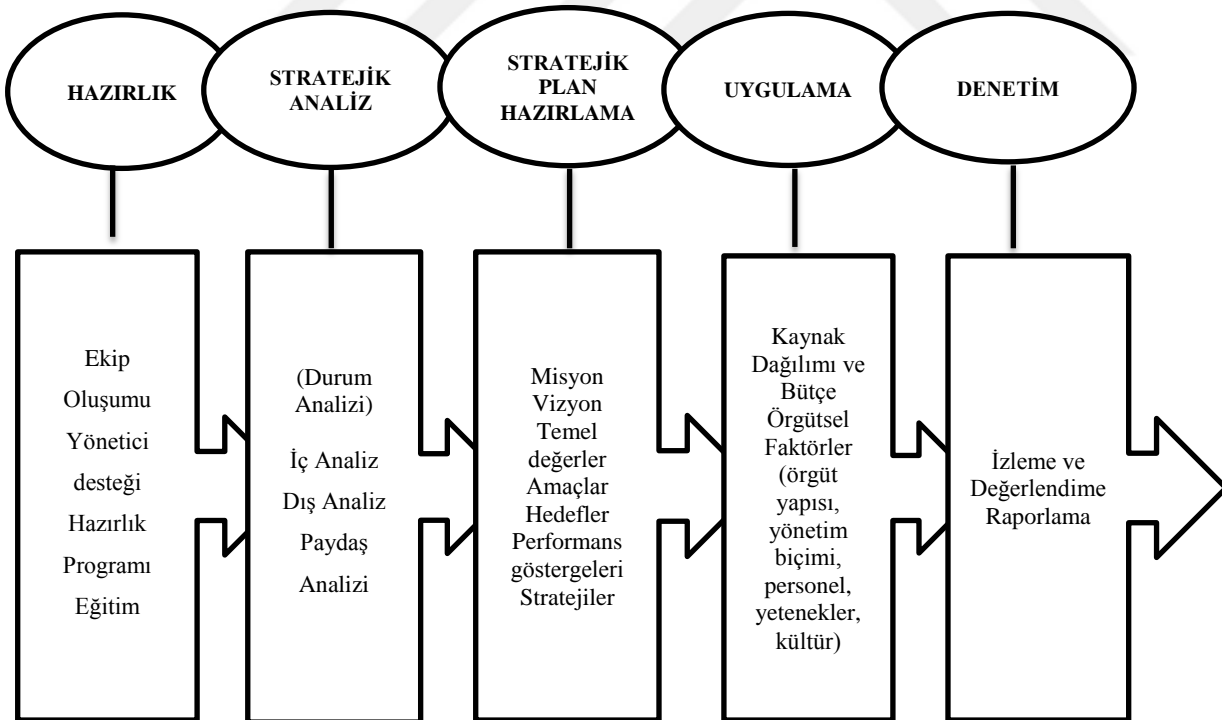 HAZIRLIK
STRATEJİK
ANALİZ
STRATEJİK
PLAN
HAZIRLAMA
UYGULAMA
DENETİM
Ekip
Oluşumu
Yönetici
desteği
Hazırlık
Programı
Eğitim
(Durum
Analizi)
İç Analiz
Dış Analiz
Paydaş
Analizi
Misyon
Vizyon
Temel
değerler
Amaçlar
Hedefler
Performans
göstergeleri
Stratejiler
Kaynak
Dağılımı ve
Bütçe
Örgütsel
Faktörler
(örgüt
yapısı,
yönetim
biçimi,
personel,
yetenekler,
kültür)
İzleme ve
Değerlendime
Raporlama